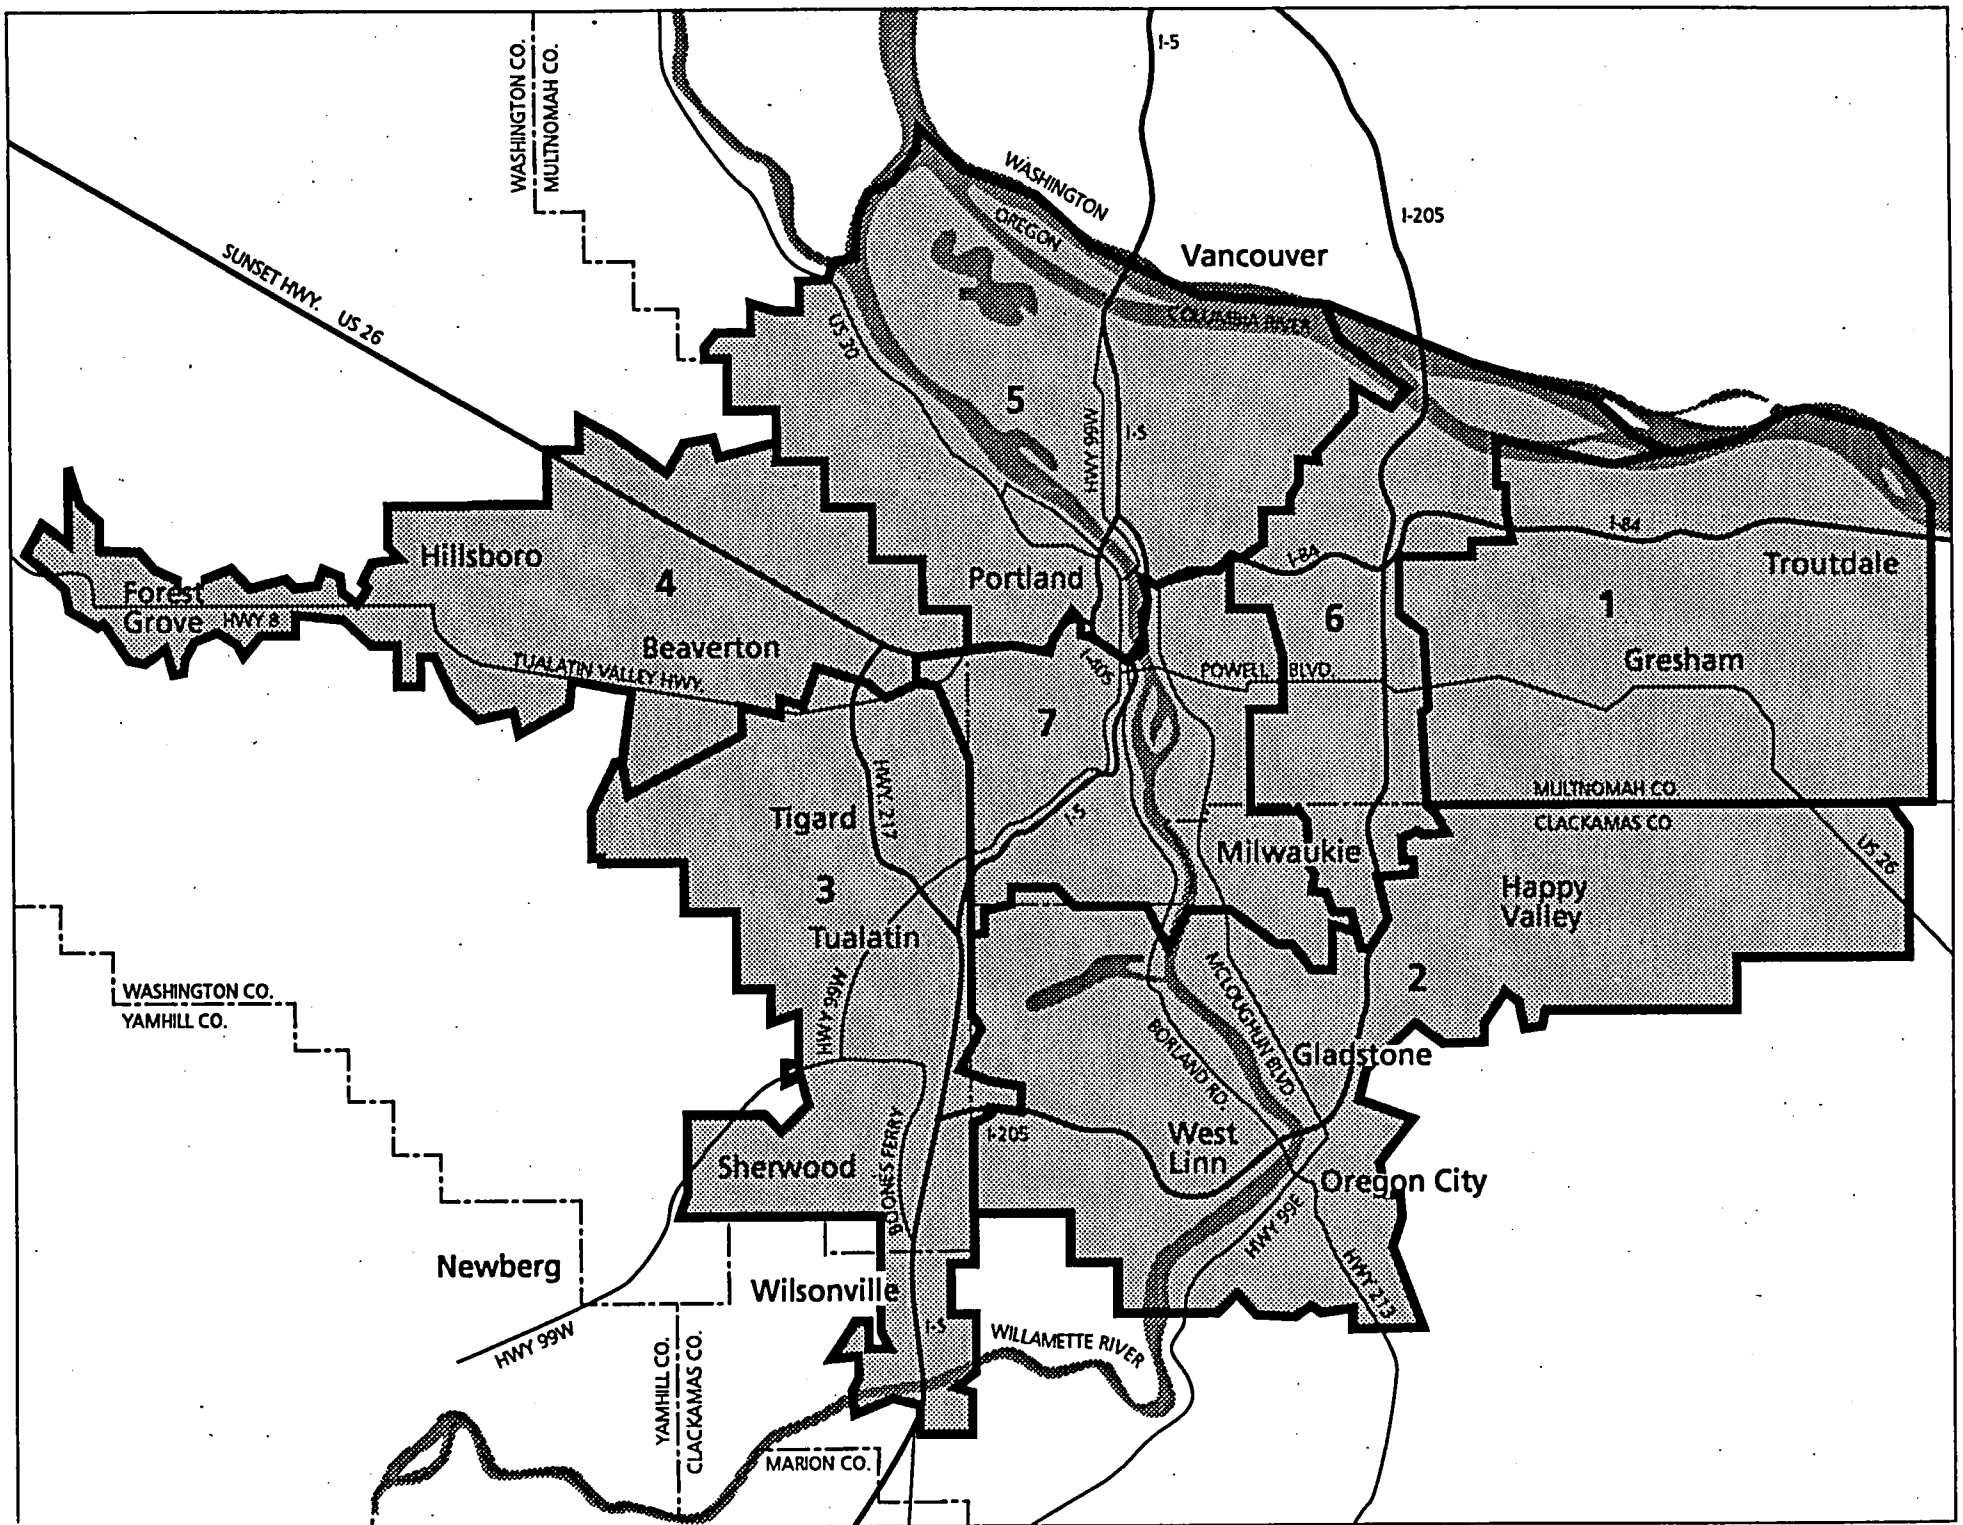 WASHINGTON CO.
MULTNOMAH CO.
I-5
I-205
WASHINGTON
OREGON
Vancouver
COLUMBIA RIVER
SUNSET HWY.
US 26
US 30
5
HWY 99W
I-5
I-84
I-84
Troutdale
Hillsboro
4
Portland
6
1
Forest
Grove
HWY 8
Beaverton
TUALATIN VALLEY HWY.
I-405
POWELL BLVD.
Gresham
7
HWY 217
MULTNOMAH CO.
CLACKAMAS CO
Tigard
I-5
Milwaukie
US 26
3
Happy
Valley
Tualatin
2
WASHINGTON CO.
YAMHILL CO.
HWY 99W
MCLOUGHLIN BLVD
BORLAND RD.
Gladstone
I-205
West
Linn
BOONES FERRY
Sherwood
Oregon City
HWY 99E
HWY 213
Newberg
Wilsonville
I-5
WILLAMETTE RIVER
HWY 99W
YAMHILL CO.
CLACKAMAS CO.
MARION CO.